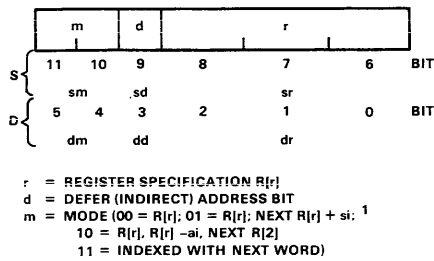 m d r
11 10 9 8 7 6 BIT
S
sm sd sr
D
5 4 3 2 1 0 BIT
dm dd dr
r = REGISTER SPECIFICATION R[r]
d = DEFER (INDIRECT) ADDRESS BIT
m = MODE (00 = R[r]; 01 = R[r]; NEXT R[r] + si; 1
10 = R[r], R[r] -ai, NEXT R[2]
11 = INDEXED WITH NEXT WORD)